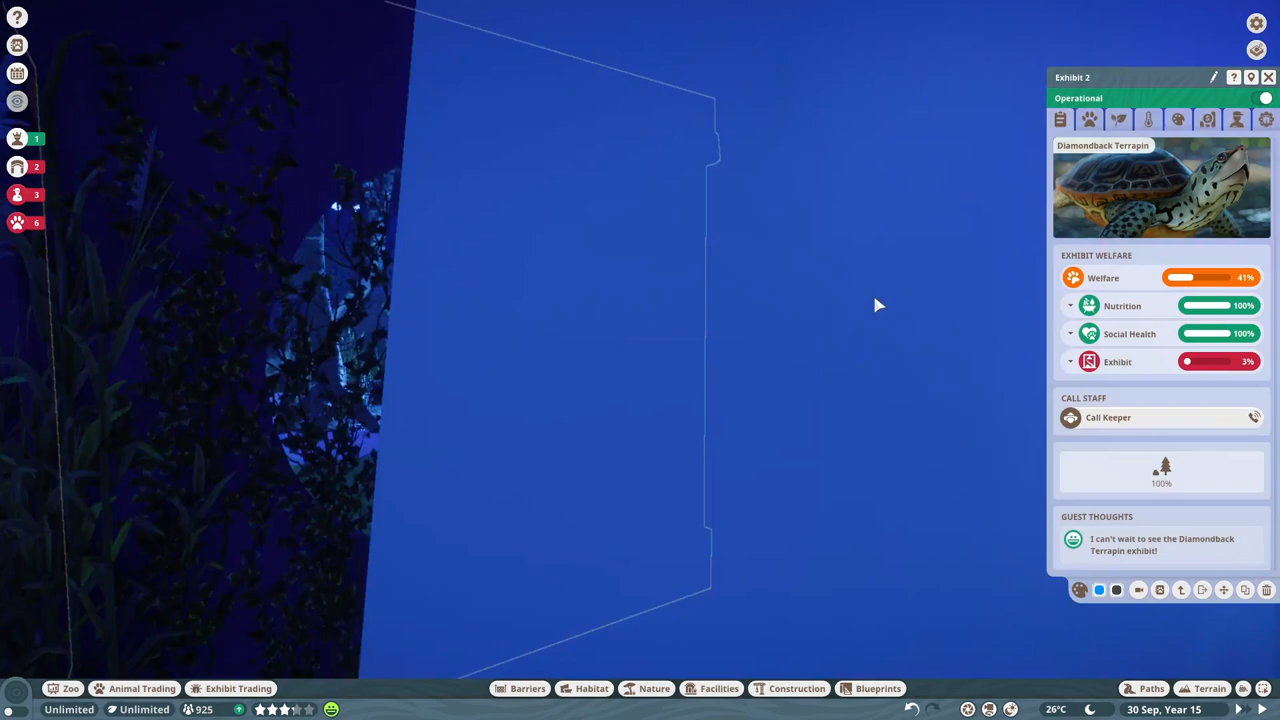 Exhibit 2
Operational
Diamondback Terrapin
EXHIBIT WELFARE
Welfare 41%
Nutrition 100%
Social Health 100%
Exhibit 3%
CALL STAFF
Call Keeper
100%
GUEST THOUGHTS
I can't wait to see the Diamondback
Terrapin exhibit!
?
1
2
3
6
Zoo Animal Trading Exhibit Trading Barriers Habitat Nature Facilities Construction Blueprints Paths Terrain
Unlimited Unlimited 925 26°C 30 Sep, Year 15